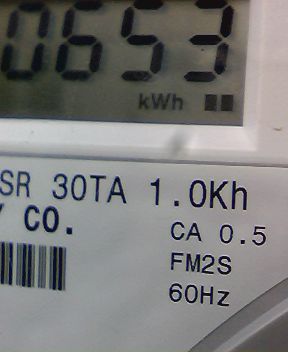 0653
kWh
SR 30TA 1.0Kh
Y CO.
CA 0.5
FM2S
60Hz